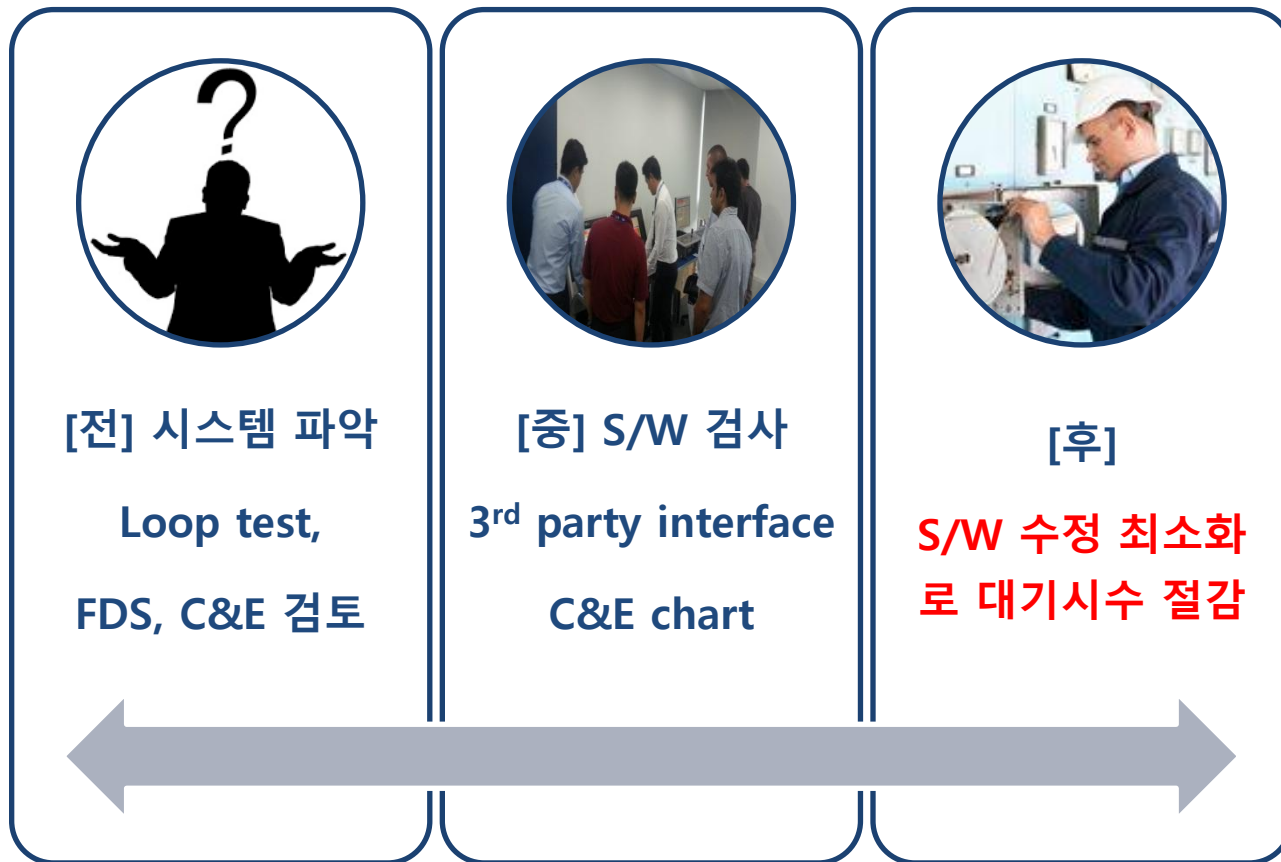 ?
[전] 시스템 파악
Loop test,
FDS, C&E 검토
[중] S/W 검사
3rd party interface
C&E chart
[후]
S/W 수정 최소화
로 대기시수 절감